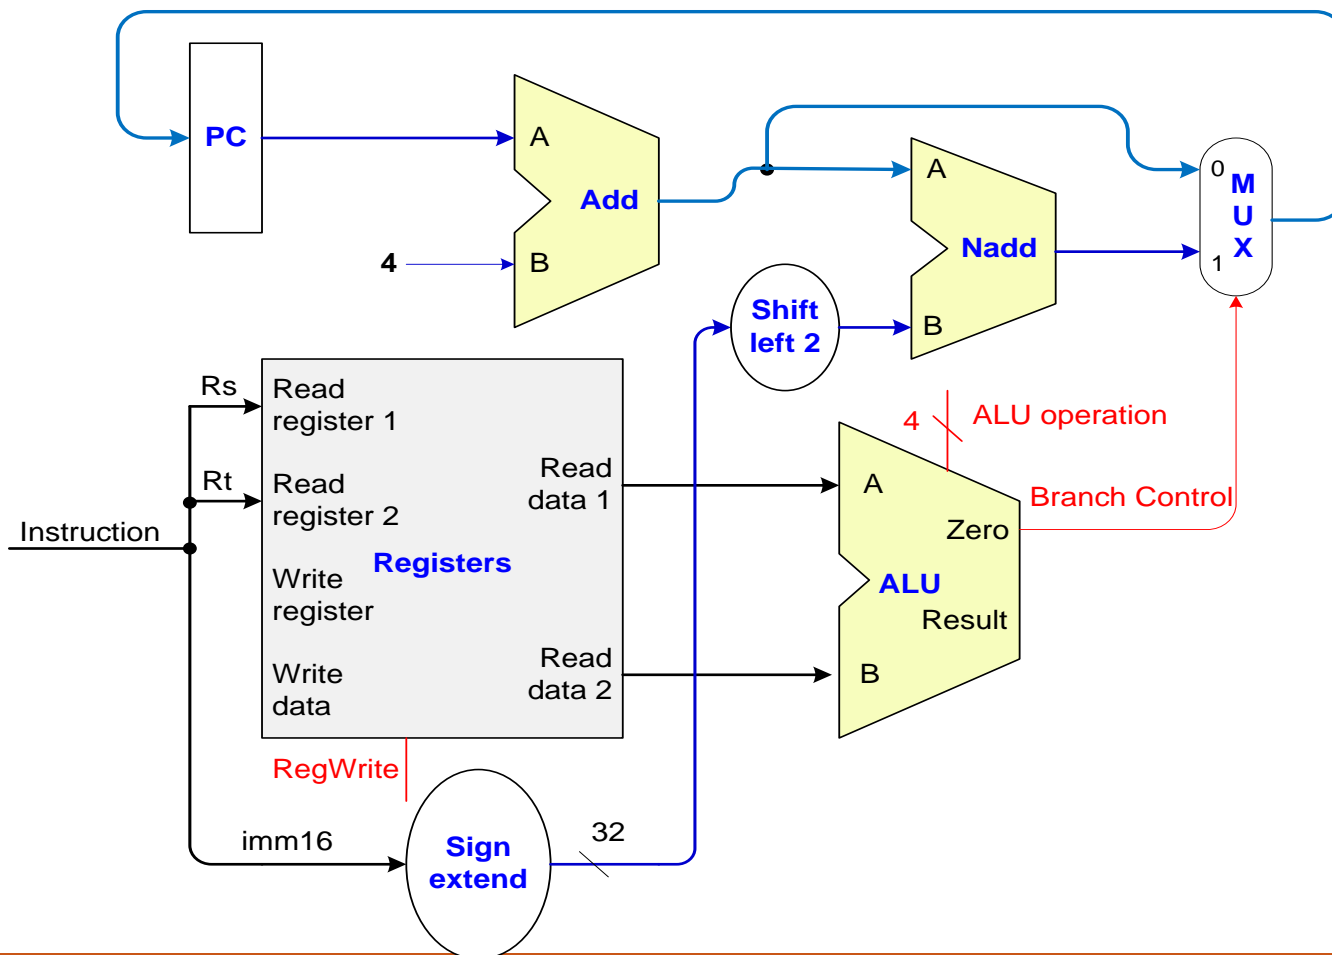 PC
A
Add
4
B
A
Nadd
B
0
M
U
X
1
Shift
left 2
Rs
Read
register 1
Rt
Read
register 2
Instruction
Registers
Write
register
Write
data
Read
data 1
Read
data 2
4
ALU operation
A
Zero
Branch Control
ALU
Result
B
RegWrite
imm16
Sign
extend
32